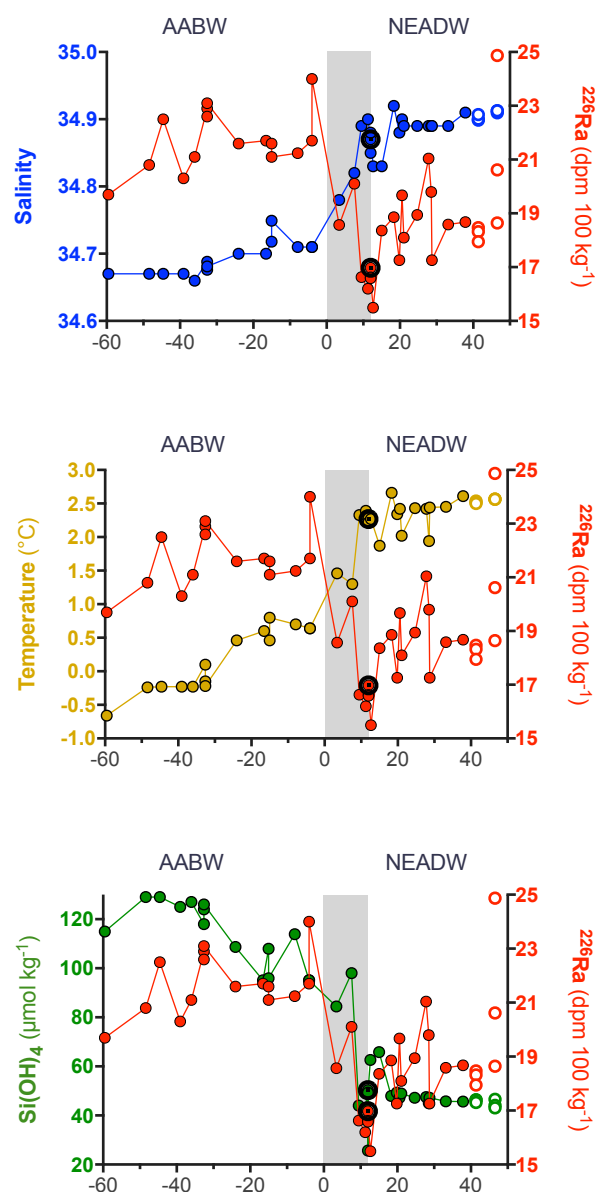 AABW NEADW
35.0 25
34.9 23
34.8 21
19
34.7 17
34.6 15
Salinity
²²⁶Ra (dpm 100 kg⁻¹)
-60 -40 -20 0 20 40
AABW NEADW
3.0 25
2.5 23
2.0
1.5 21
1.0 19
0.5
0.0 17
-0.5
-1.0 15
Temperature (°C)
²²⁶Ra (dpm 100 kg⁻¹)
-60 -40 -20 0 20 40
AABW NEADW
25
120 23
100 21
80
60 19
40 17
20 15
Si(OH)₄ (μmol kg⁻¹)
²²⁶Ra (dpm 100 kg⁻¹)
-60 -40 -20 0 20 40